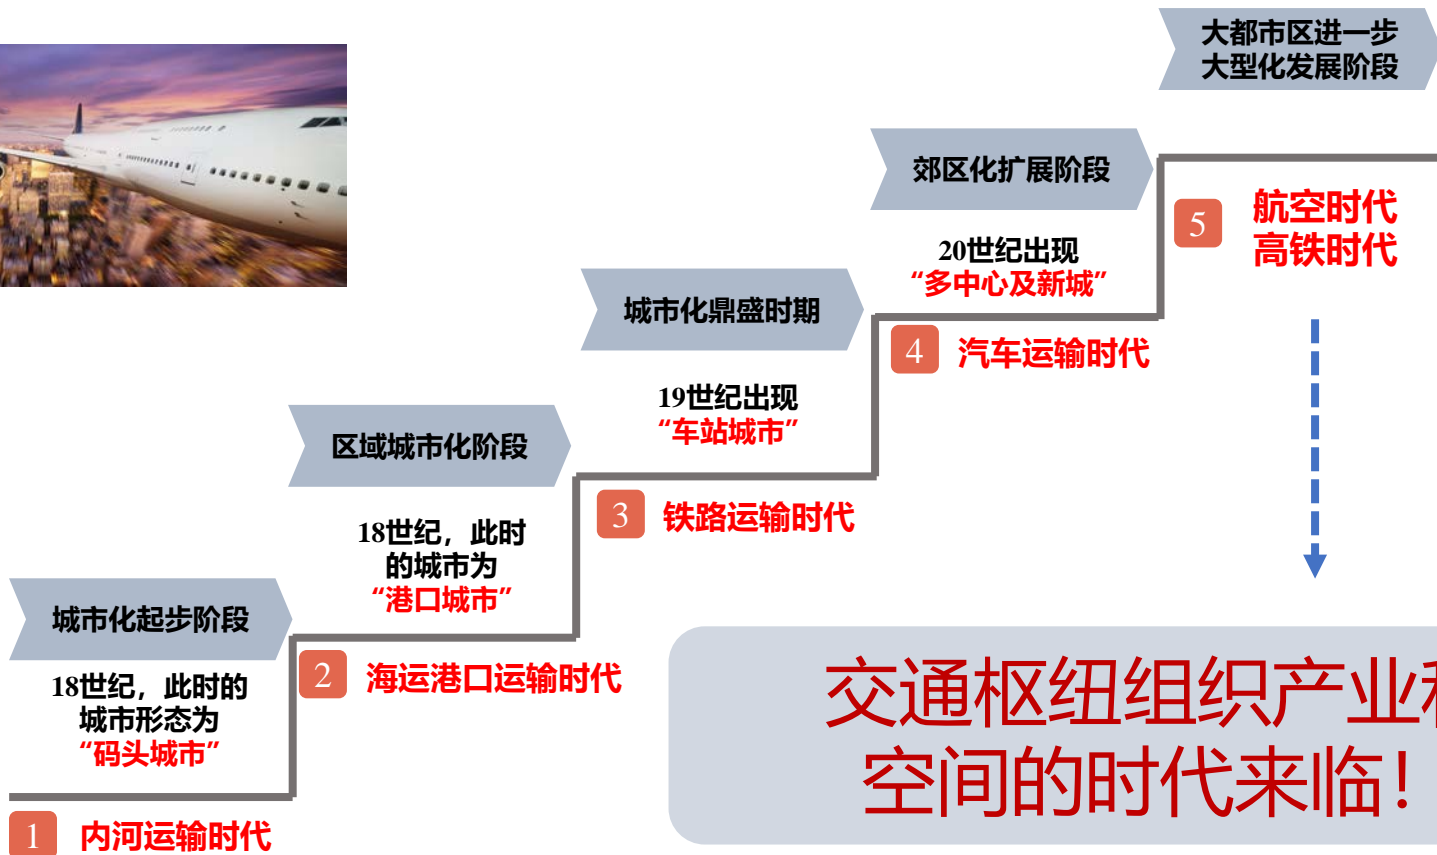 大都市区进一步
大型化发展阶段
郊区化扩展阶段
5
航空时代
高铁时代
20世纪出现
“多中心及新城”
城市化鼎盛时期
4
汽车运输时代
19世纪出现
“车站城市”
区域城市化阶段
3
铁路运输时代
18世纪，此时
的城市为
“港口城市”
城市化起步阶段
2
海运港口运输时代
18世纪，此时的
城市形态为
“码头城市”
1
内河运输时代
交通枢纽组织产业
空间的时代来临！